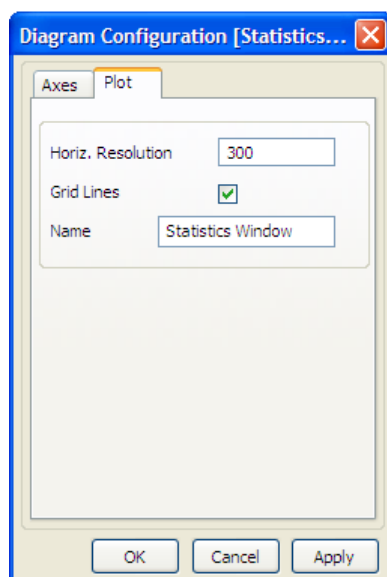 Diagram Configuration [Statistics...
Axes Plot
Horiz. Resolution 300
Grid Lines
Name Statistics Window
OK Cancel Apply